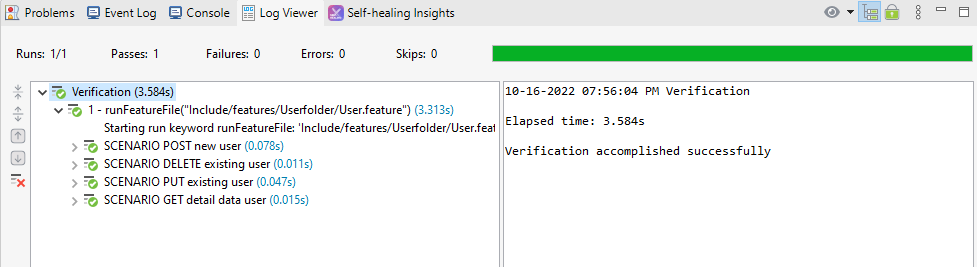 Problems Event Log Console Log Viewer Self-healing Insights
Runs: 1/1 Passes: 1 Failures: 0 Errors: 0 Skips: 0
Verification (3.584s)
1 - runFeatureFile("Include/features/Userfolder/User.feature") (3.313s)
Starting run keyword runFeatureFile: 'Include/features/Userfolder/User.feat
SCENARIO POST new user (0.078s)
SCENARIO DELETE existing user (0.011s)
SCENARIO PUT existing user (0.047s)
SCENARIO GET detail data user (0.015s)
10-16-2022 07:56:04 PM Verification
Elapsed time: 3.584s
Verification accomplished successfully